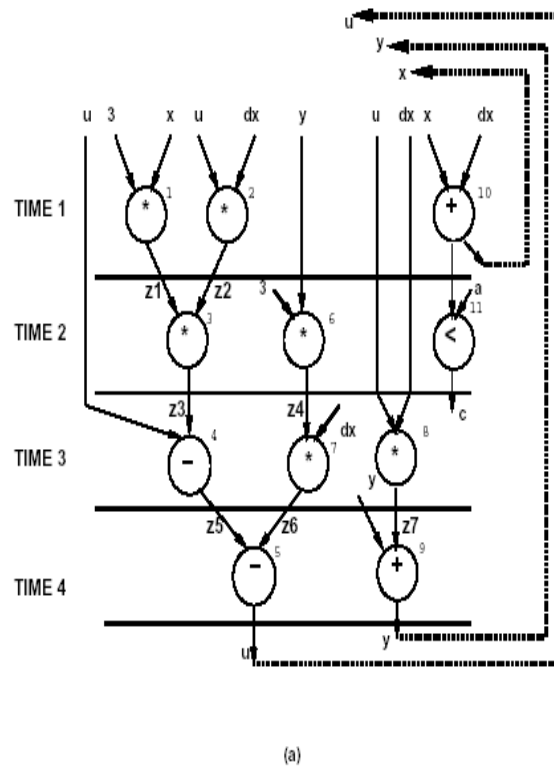 u
y
x
u 3 x u dx y u dx x dx
TIME 1
* 1
* 2
+ 10
z1 z2 3 a
TIME 2
* 3
* 6
< 11
z3 z4 c
TIME 3
- 4
* 7
dx
* 8
y
z5 z6 z7
TIME 4
- 5
+ 9
u y
(a)